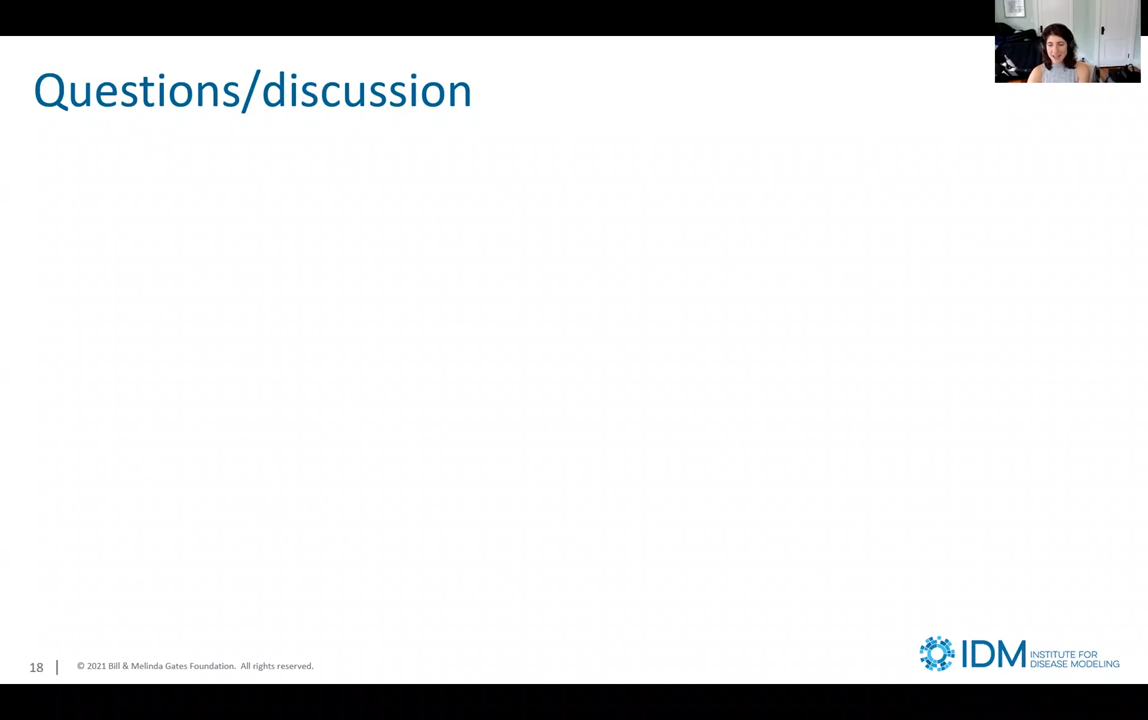 Questions/discussion
18
© 2021 Bill & Melinda Gates Foundation. All rights reserved.
IDM
INSTITUTE FOR
DISEASE MODELING